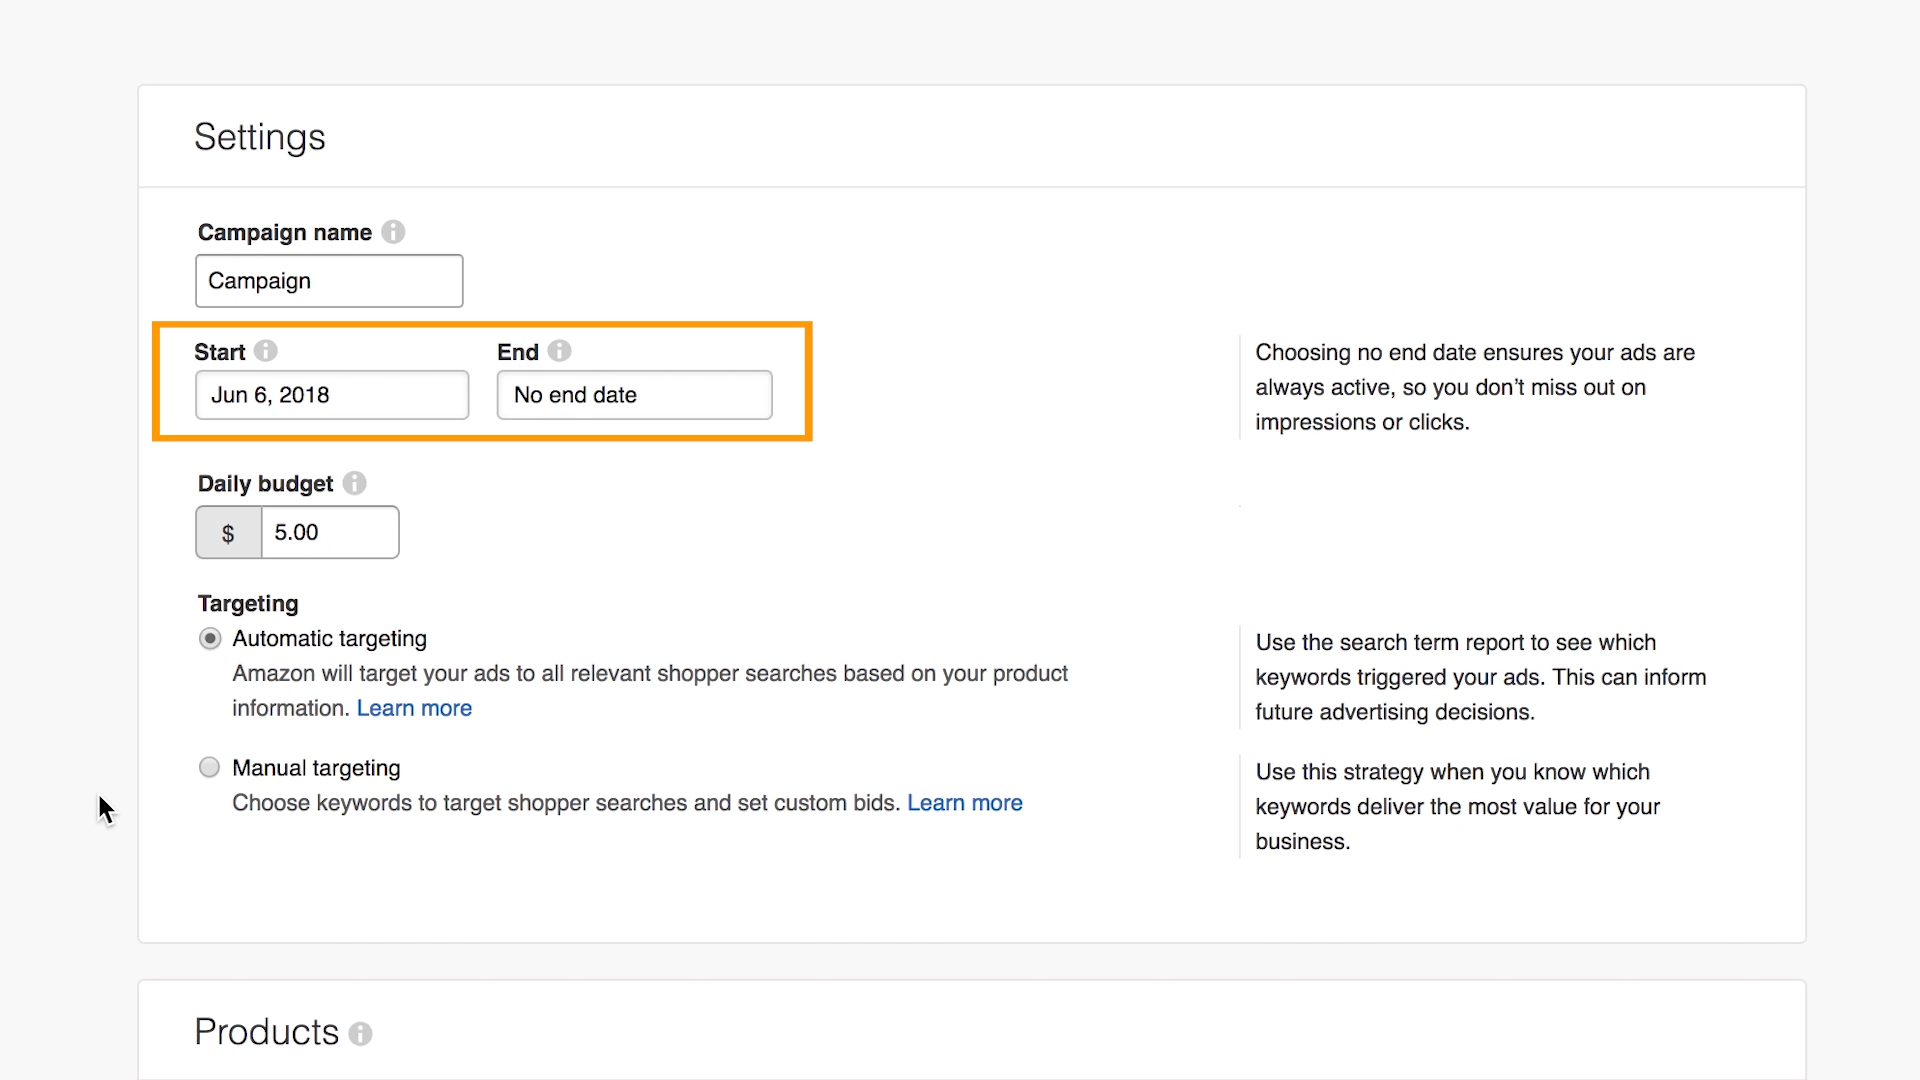 Settings
Campaign name
Campaign
Start
End
Jun 6, 2018
No end date
Choosing no end date ensures your ads are
always active, so you don’t miss out on
impressions or clicks.
Daily budget
$ 5.00
Targeting
Automatic targeting
Amazon will target your ads to all relevant shopper searches based on your product
information. Learn more
Use the search term report to see which
keywords triggered your ads. This can inform
future advertising decisions.
Manual targeting
Choose keywords to target shopper searches and set custom bids. Learn more
Use this strategy when you know which
keywords deliver the most value for your
business.
Products